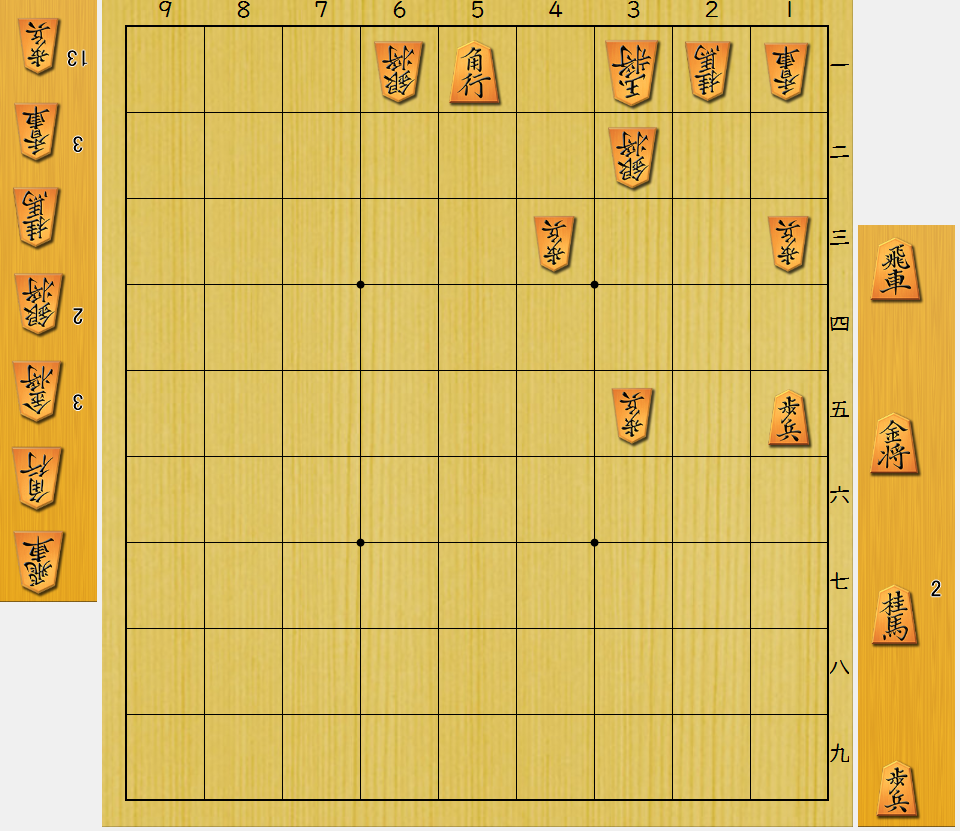 9 8 7 6 5 4 3 2 1
銀将 角行 玉将 桂馬 香車 一
銀将 二
歩兵 歩兵 三
四
歩兵 歩兵 五
六
七
八
九
歩兵 13
香車 3
桂馬
銀将 2
金将 3
角行
飛車
飛車
金将
桂馬 2
歩兵